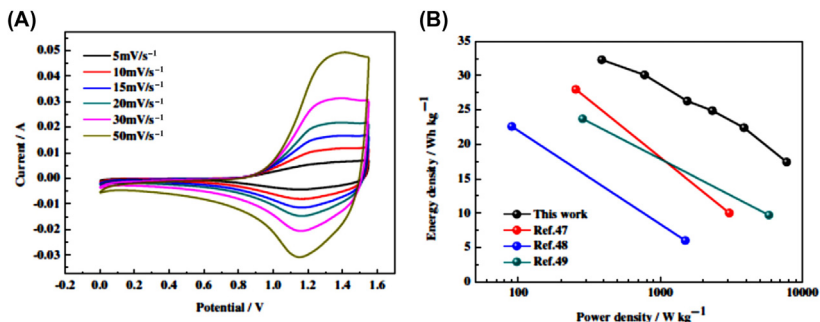 (A)
0.05
0.04
0.03
0.02
0.01
0.00
-0.01
-0.02
-0.03
Current / A
5mV/s⁻¹
10mV/s⁻¹
15mV/s⁻¹
20mV/s⁻¹
30mV/s⁻¹
50mV/s⁻¹
-0.2 0.0 0.2 0.4 0.6 0.8 1.0 1.2 1.4 1.6 1.8
Potential / V
(B)
35
30
25
20
15
10
5
0
Energy density / Wh kg⁻¹
This work
Ref.47
Ref.48
Ref.49
100 1000 10000
Power density / W kg⁻¹